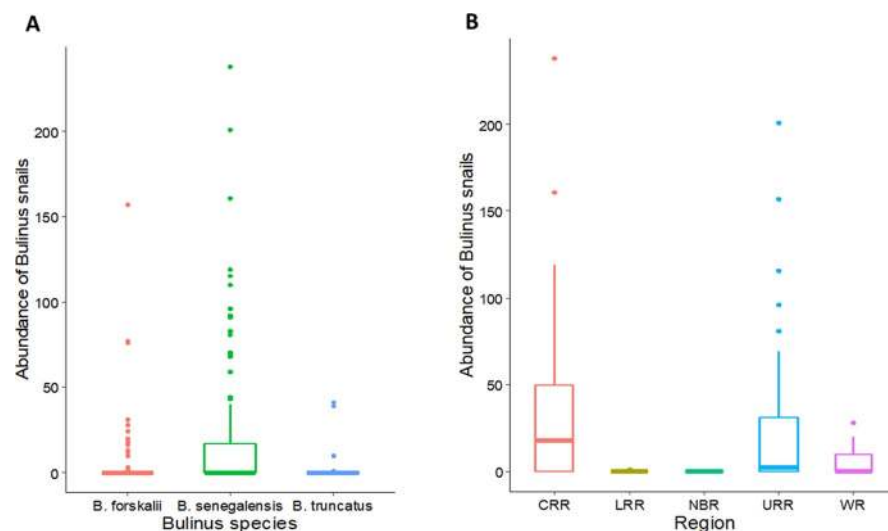 A
Abundance of Bulinus snails
200
150
100
50
0
B. forskalii B. senegalensis B. truncatus
Bulinus species
B
Abundance of Bulinus snails
200
150
100
50
0
CRR LRR NBR URR WR
Region